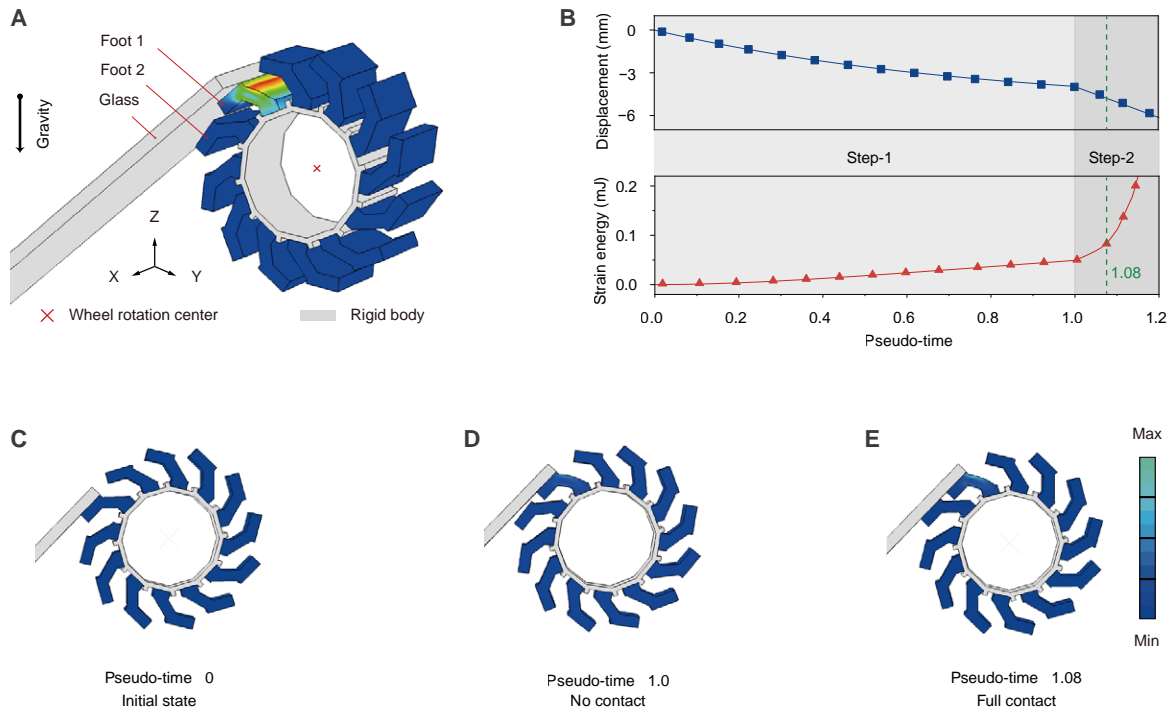 A
Foot 1
Foot 2
Glass
Gravity
Z
X
Y
Wheel rotation center
Rigid body
B
Displacement (mm)
0
−3
−6
Step-1
Step-2
Strain energy (mJ)
0.2
0.1
0.0
1.08
0.0
0.2
0.4
0.6
0.8
1.0
1.2
Pseudo-time
C
Pseudo-time 0
Initial state
D
Pseudo-time 1.0
No contact
E
Pseudo-time 1.08
Full contact
Max
Min